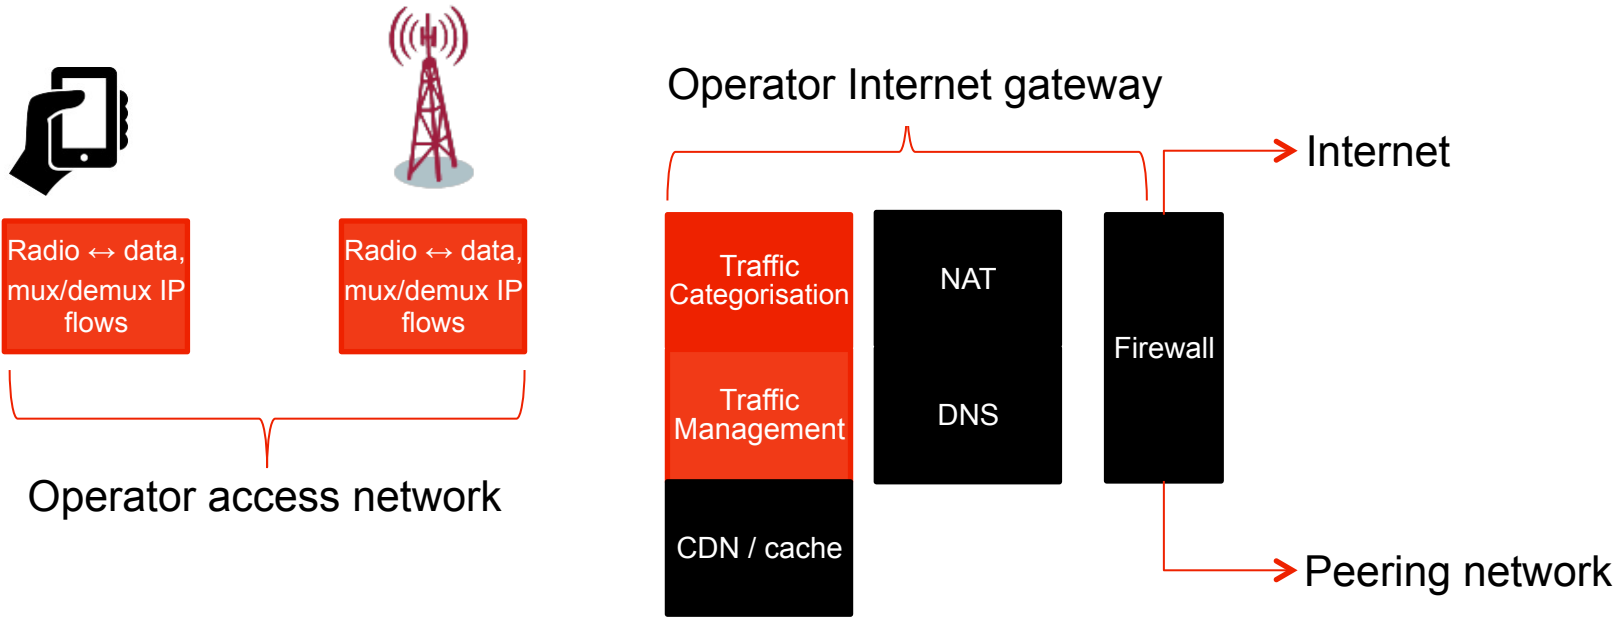 Operator Internet gateway
Internet
Radio ↔ data,
mux/demux IP
flows
Radio ↔ data,
mux/demux IP
flows
Traffic
Categorisation
NAT
Firewall
Traffic
Management
DNS
Operator access network
CDN / cache
Peering network